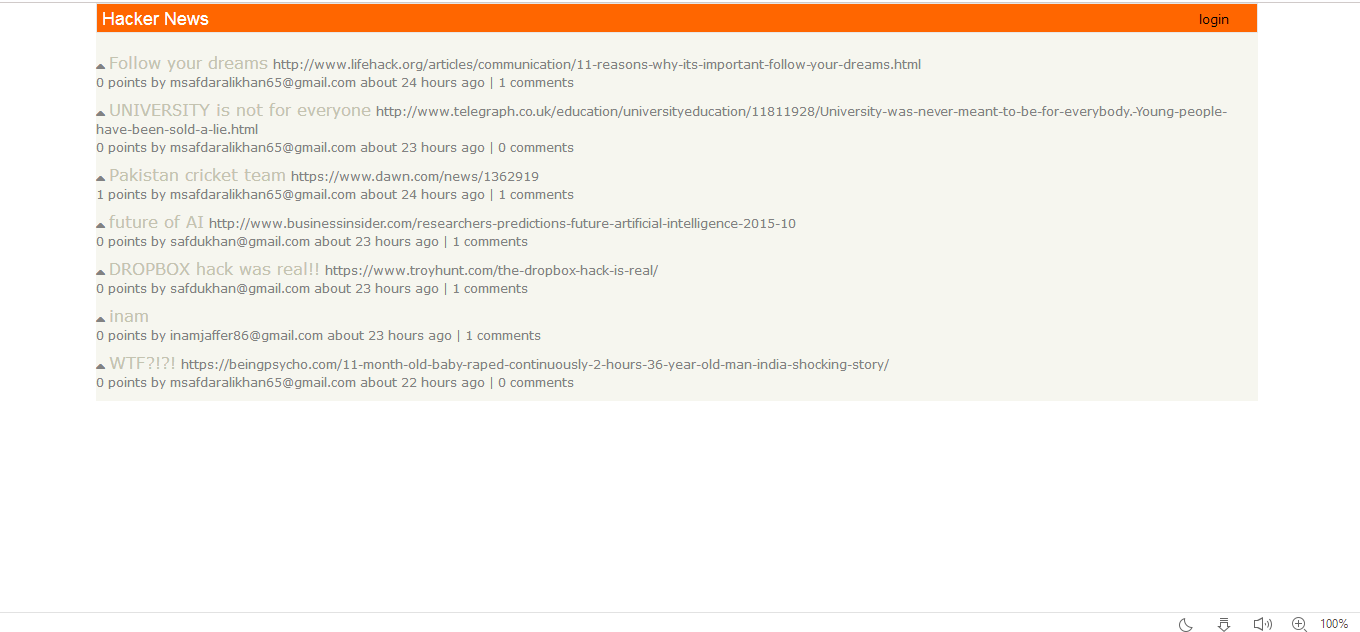 Hacker News login
Follow your dreams http://www.lifehack.org/articles/communication/11-reasons-why-its-important-follow-your-dreams.html
0 points by msafdaralikhan65@gmail.com about 24 hours ago | 1 comments
UNIVERSITY is not for everyone http://www.telegraph.co.uk/education/universityeducation/11811928/University-was-never-meant-to-be-for-everybody.-Young-people-
have-been-sold-a-lie.html
0 points by msafdaralikhan65@gmail.com about 23 hours ago | 0 comments
Pakistan cricket team https://www.dawn.com/news/1362919
1 points by msafdaralikhan65@gmail.com about 24 hours ago | 1 comments
future of AI http://www.businessinsider.com/researchers-predictions-future-artificial-intelligence-2015-10
0 points by safdukhan@gmail.com about 23 hours ago | 1 comments
DROPBOX hack was real!! https://www.troyhunt.com/the-dropbox-hack-is-real/
0 points by safdukhan@gmail.com about 23 hours ago | 1 comments
inam
0 points by inamjaffer86@gmail.com about 23 hours ago | 1 comments
WTF?!?! https://beingpsycho.com/11-month-old-baby-raped-continuously-2-hours-36-year-old-man-india-shocking-story/
0 points by msafdaralikhan65@gmail.com about 22 hours ago | 0 comments
100%